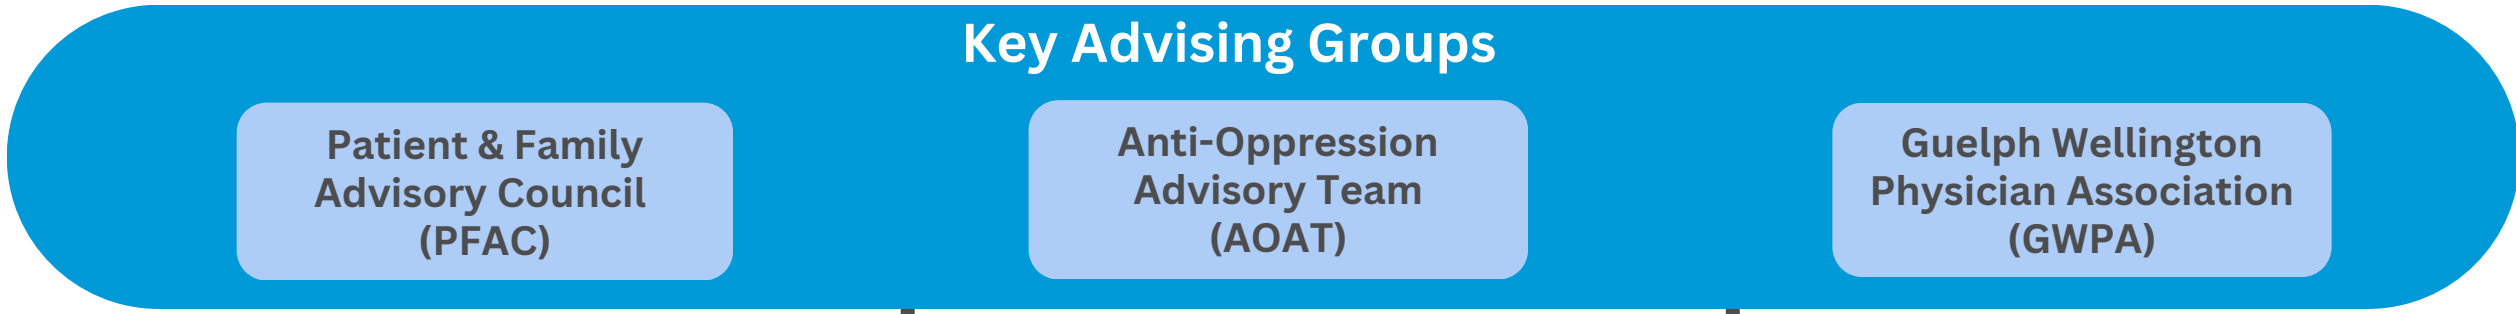 Key Advising Groups
Patient & Family
Advisory Council
(PFAC)
Anti-Oppression
Advisory Team
(AOAT)
Guelph Wellington
Physician Association
(GWPA)